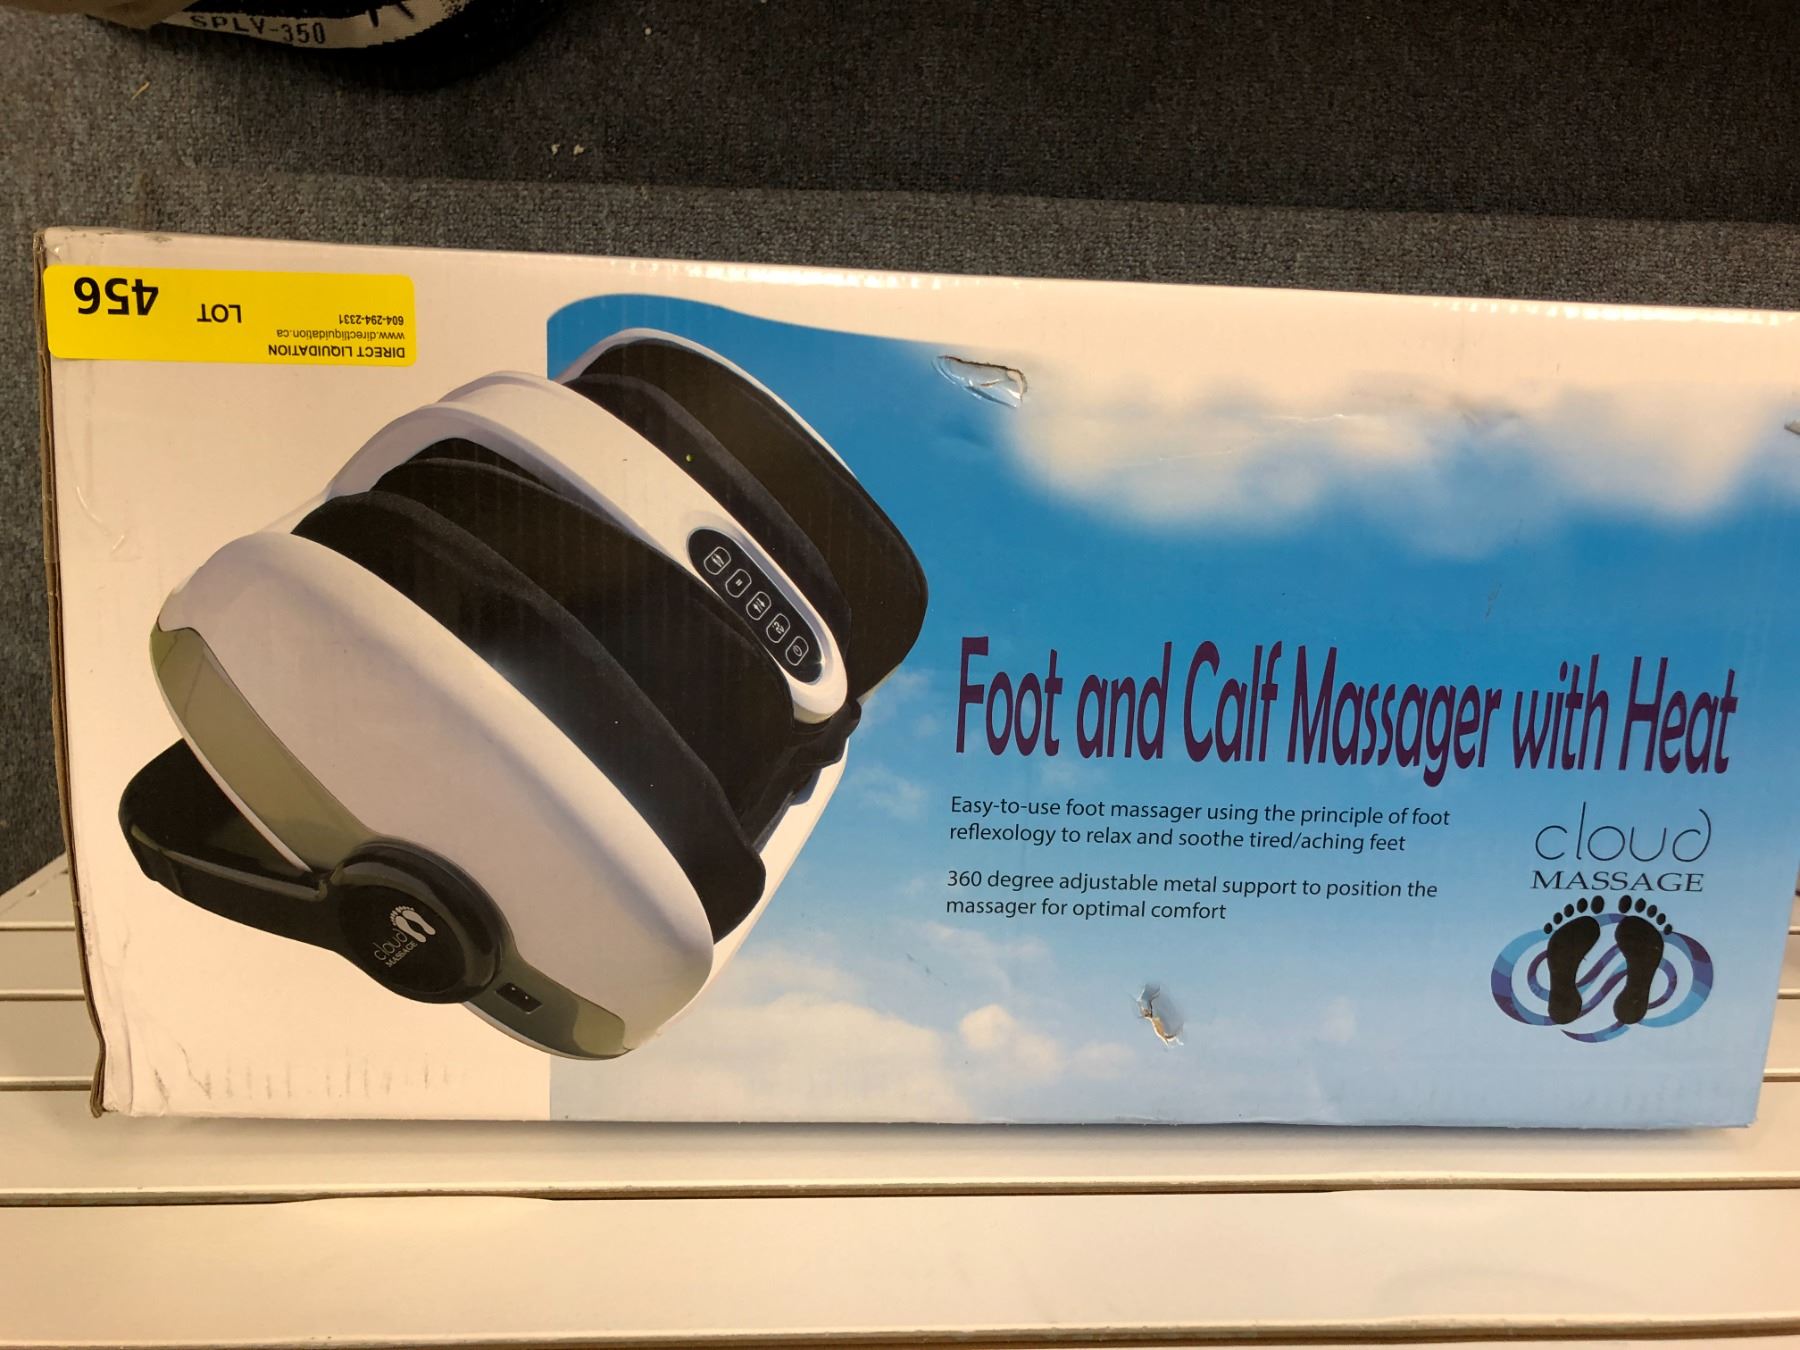 SPLY-350
DIRECT LIQUIDATION
www.directliquidation.ca
604-294-2331
LOT 456
Foot and Calf Massager with Heat
Easy-to-use foot massager using the principle of foot
reflexology to relax and soothe tired/aching feet
360 degree adjustable metal support to position the
massager for optimal comfort
cloud
MASSAGE
cloud
MASSAGE